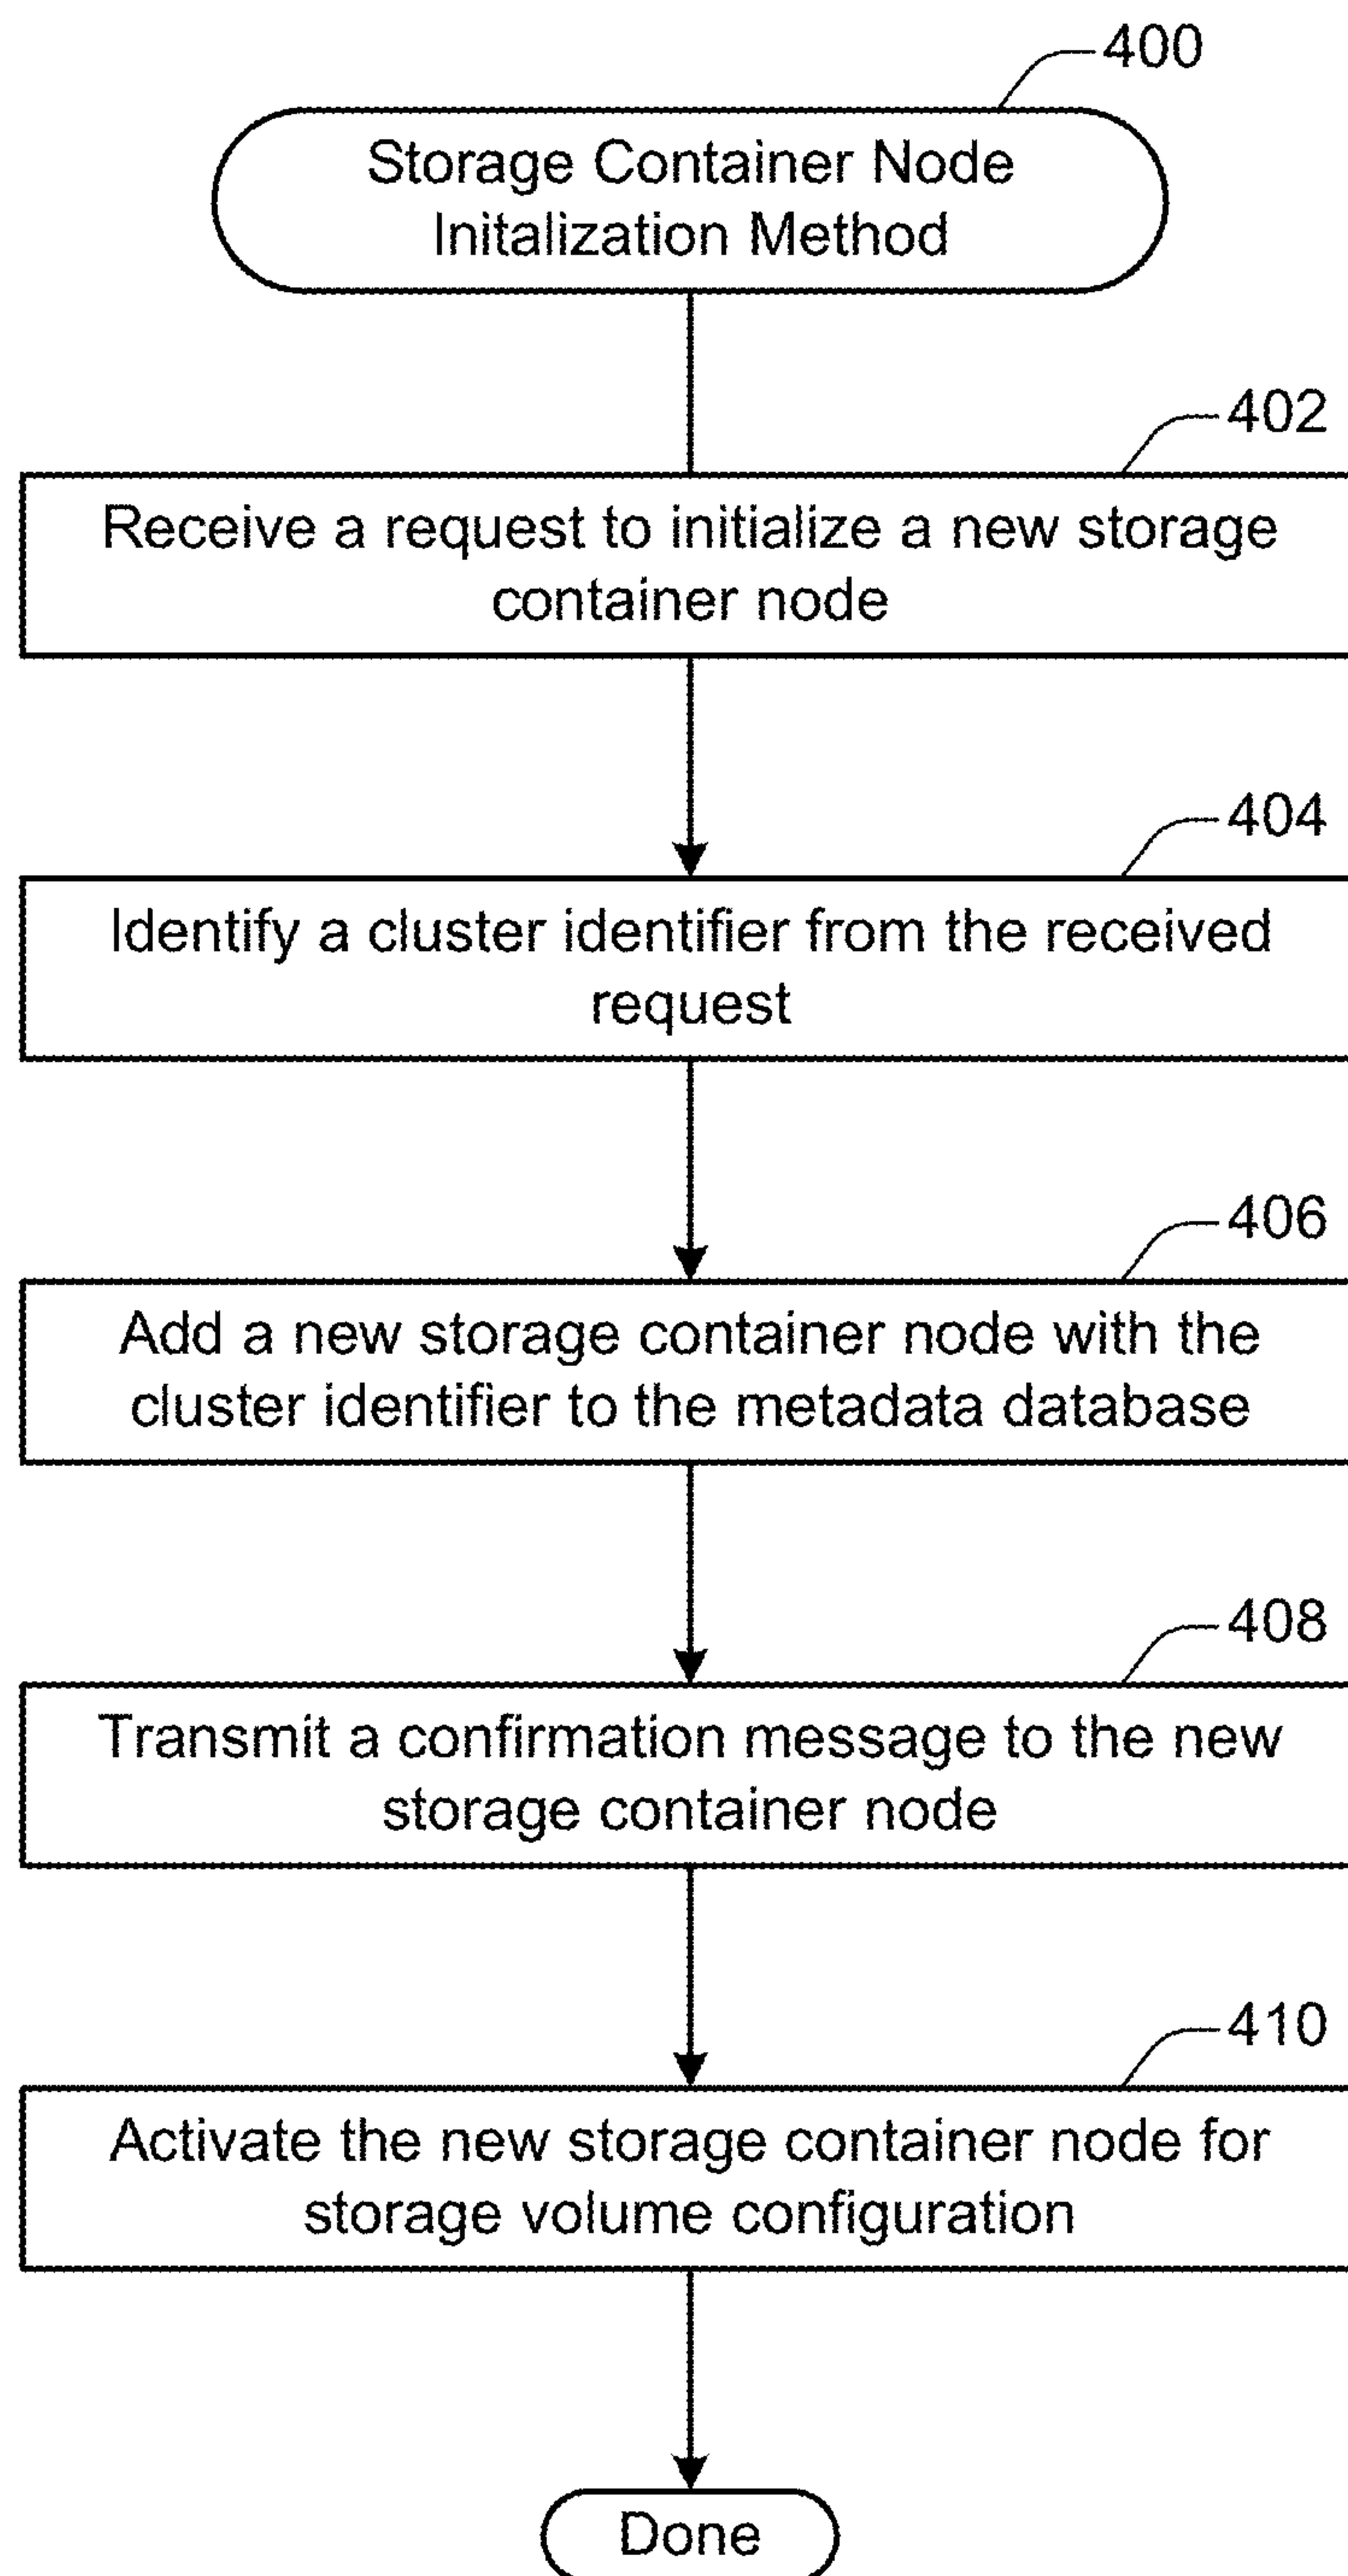 400
Storage Container Node
Initalization Method
402
Receive a request to initialize a new storage
container node
404
Identify a cluster identifier from the received
request
406
Add a new storage container node with the
cluster identifier to the metadata database
408
Transmit a confirmation message to the new
storage container node
410
Activate the new storage container node for
storage volume configuration
Done